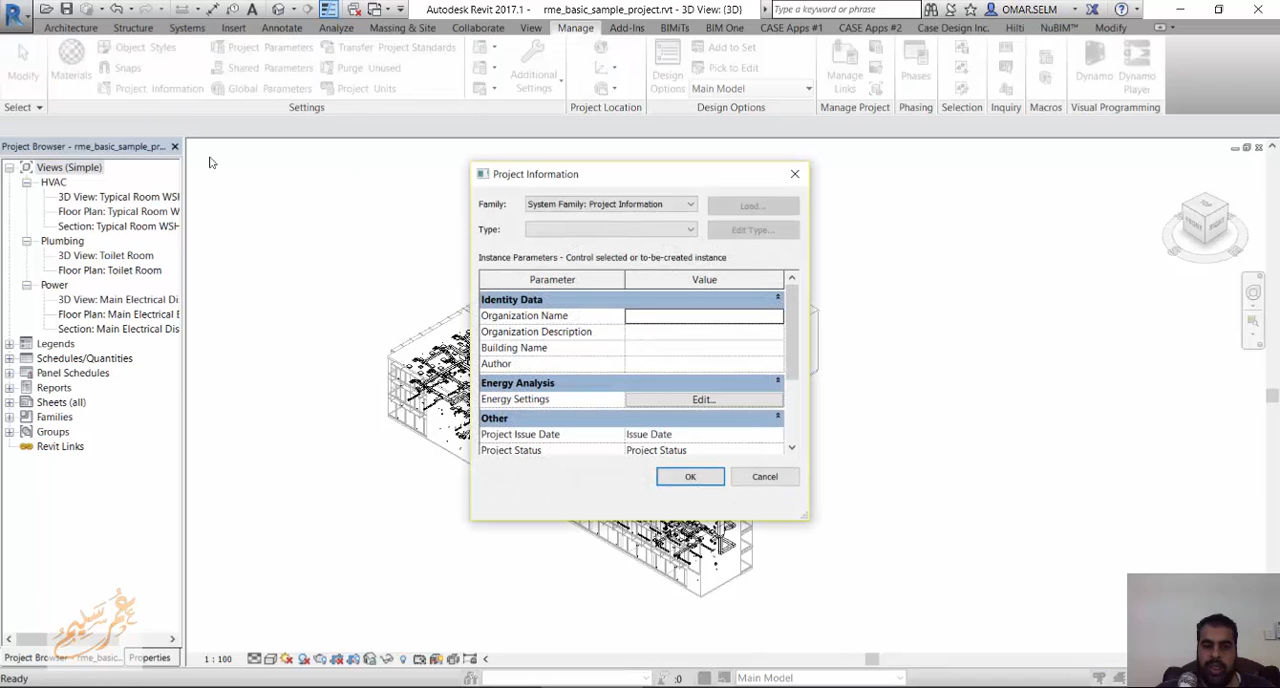 Autodesk Revit 2017.1 - rme_basic_sample_project.rvt - 3D View: {3D}
Type a keyword or phrase
OMAR.SELM
Architecture Structure Systems Insert Annotate Analyze Massing & Site Collaborate View Manage Add-Ins BIMiTs BIM One CASE Apps #1 CASE Apps #2 Case Design Inc. Hilti NuBIM™ Modify
Modify
Materials
Object Styles
Snaps
Project Information
Project Parameters
Shared Parameters
Global Parameters
Transfer Project Standards
Purge Unused
Project Units
Additional
Settings
Design
Options
Add to Set
Pick to Edit
Main Model
Manage
Links
Phases
Dynamo
Dynamo
Player
Select
Settings
Project Location
Design Options
Manage Project
Phasing
Selection
Inquiry
Macros
Visual Programming
Project Browser - rme_basic_sample_pr...
Views (Simple)
HVAC
3D View: Typical Room WSH
Floor Plan: Typical Room W
Section: Typical Room WSH
Plumbing
3D View: Toilet Room
Floor Plan: Toilet Room
Power
3D View: Main Electrical Di
Floor Plan: Main Electrical E
Section: Main Electrical Dis
Legends
Schedules/Quantities
Panel Schedules
Reports
Sheets (all)
Families
Groups
Revit Links
Project Information
Family:
System Family: Project Information
Load...
Type:
Edit Type...
Instance Parameters - Control selected or to-be-created instance
Parameter Value
Identity Data
Organization Name
Organization Description
Building Name
Author
Energy Analysis
Energy Settings Edit...
Other
Project Issue Date Issue Date
Project Status Project Status
OK Cancel
TOP
FRONT
RIGHT
عمر سليم
Project Browser - rme_basic...
Properties
1 : 100
Ready
:0
Main Model